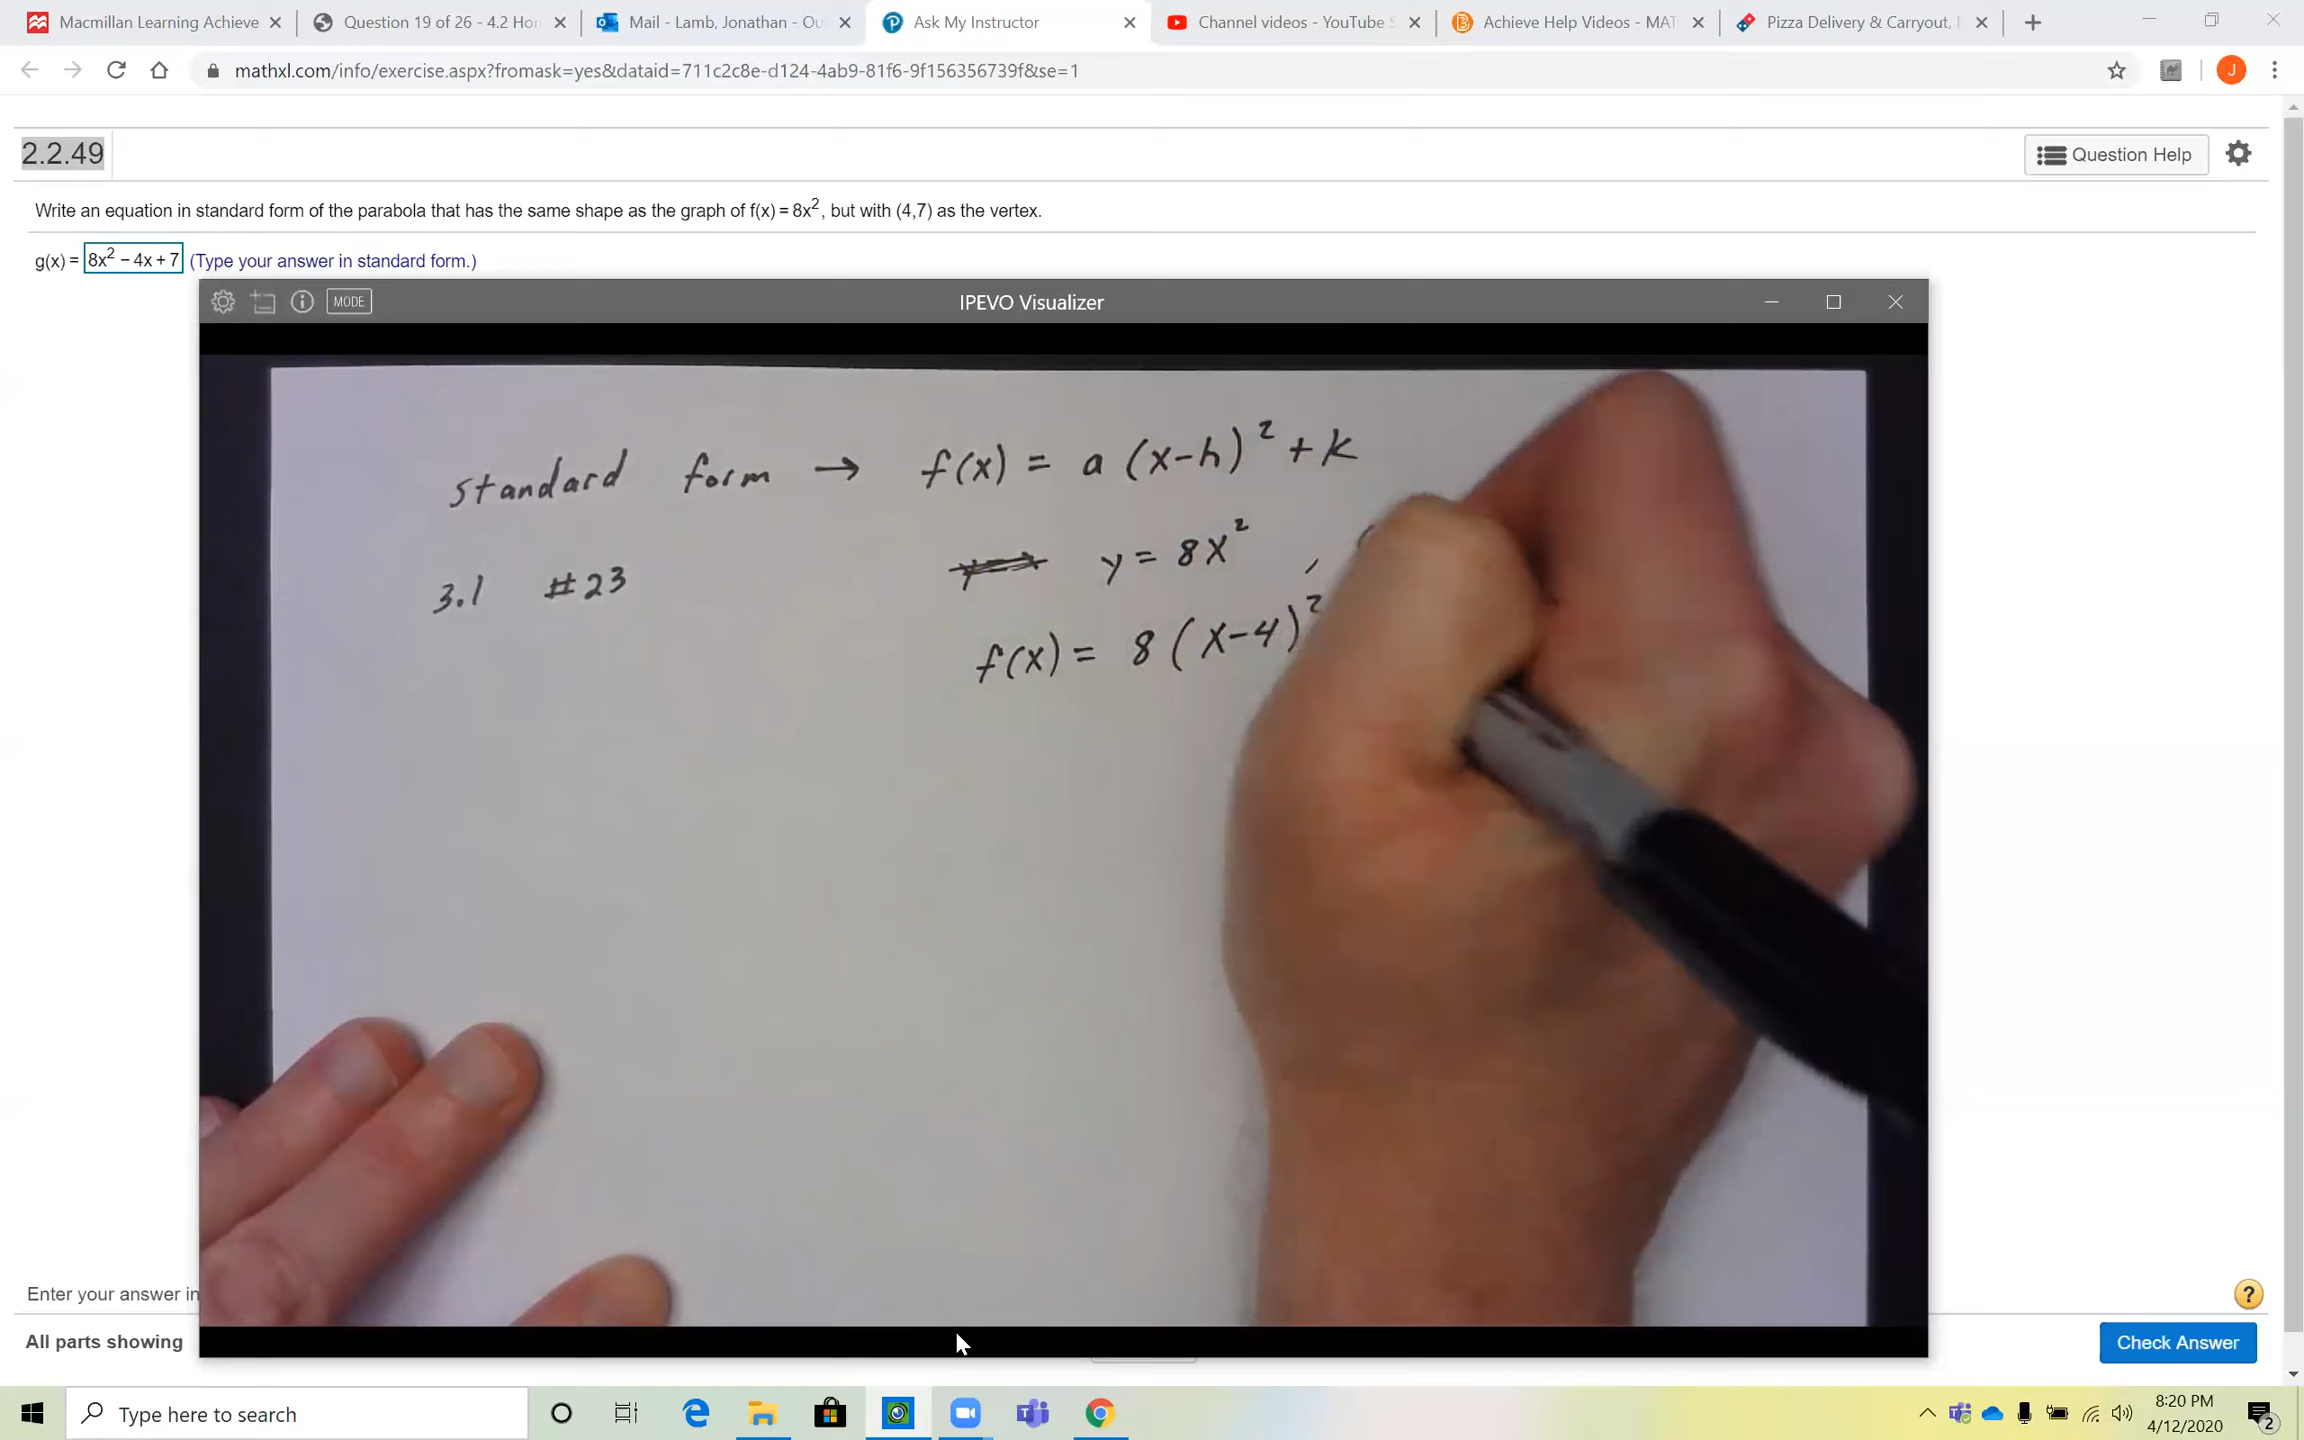 Macmillan Learning Achieve
Question 19 of 26 - 4.2 Hon
Mail - Lamb, Jonathan - Ou
Ask My Instructor
Channel videos - YouTube S
Achieve Help Videos - MAT
Pizza Delivery & Carryout,
mathxl.com/info/exercise.aspx?fromask=yes&dataid=711c2c8e-d124-4ab9-81f6-9f156356739f&se=1
J
2.2.49
Question Help
Write an equation in standard form of the parabola that has the same shape as the graph of f(x) = 8x², but with (4,7) as the vertex.
g(x) = 8x² − 4x + 7 (Type your answer in standard form.)
MODE
IPEVO Visualizer
standard form → f(x) = a (x-h)² + k
y = 8x² , (
3.1 #23
f(x) = 8 (x-4)²
Enter your answer in
?
All parts showing
Check Answer
Type here to search
8:20 PM
4/12/2020
2